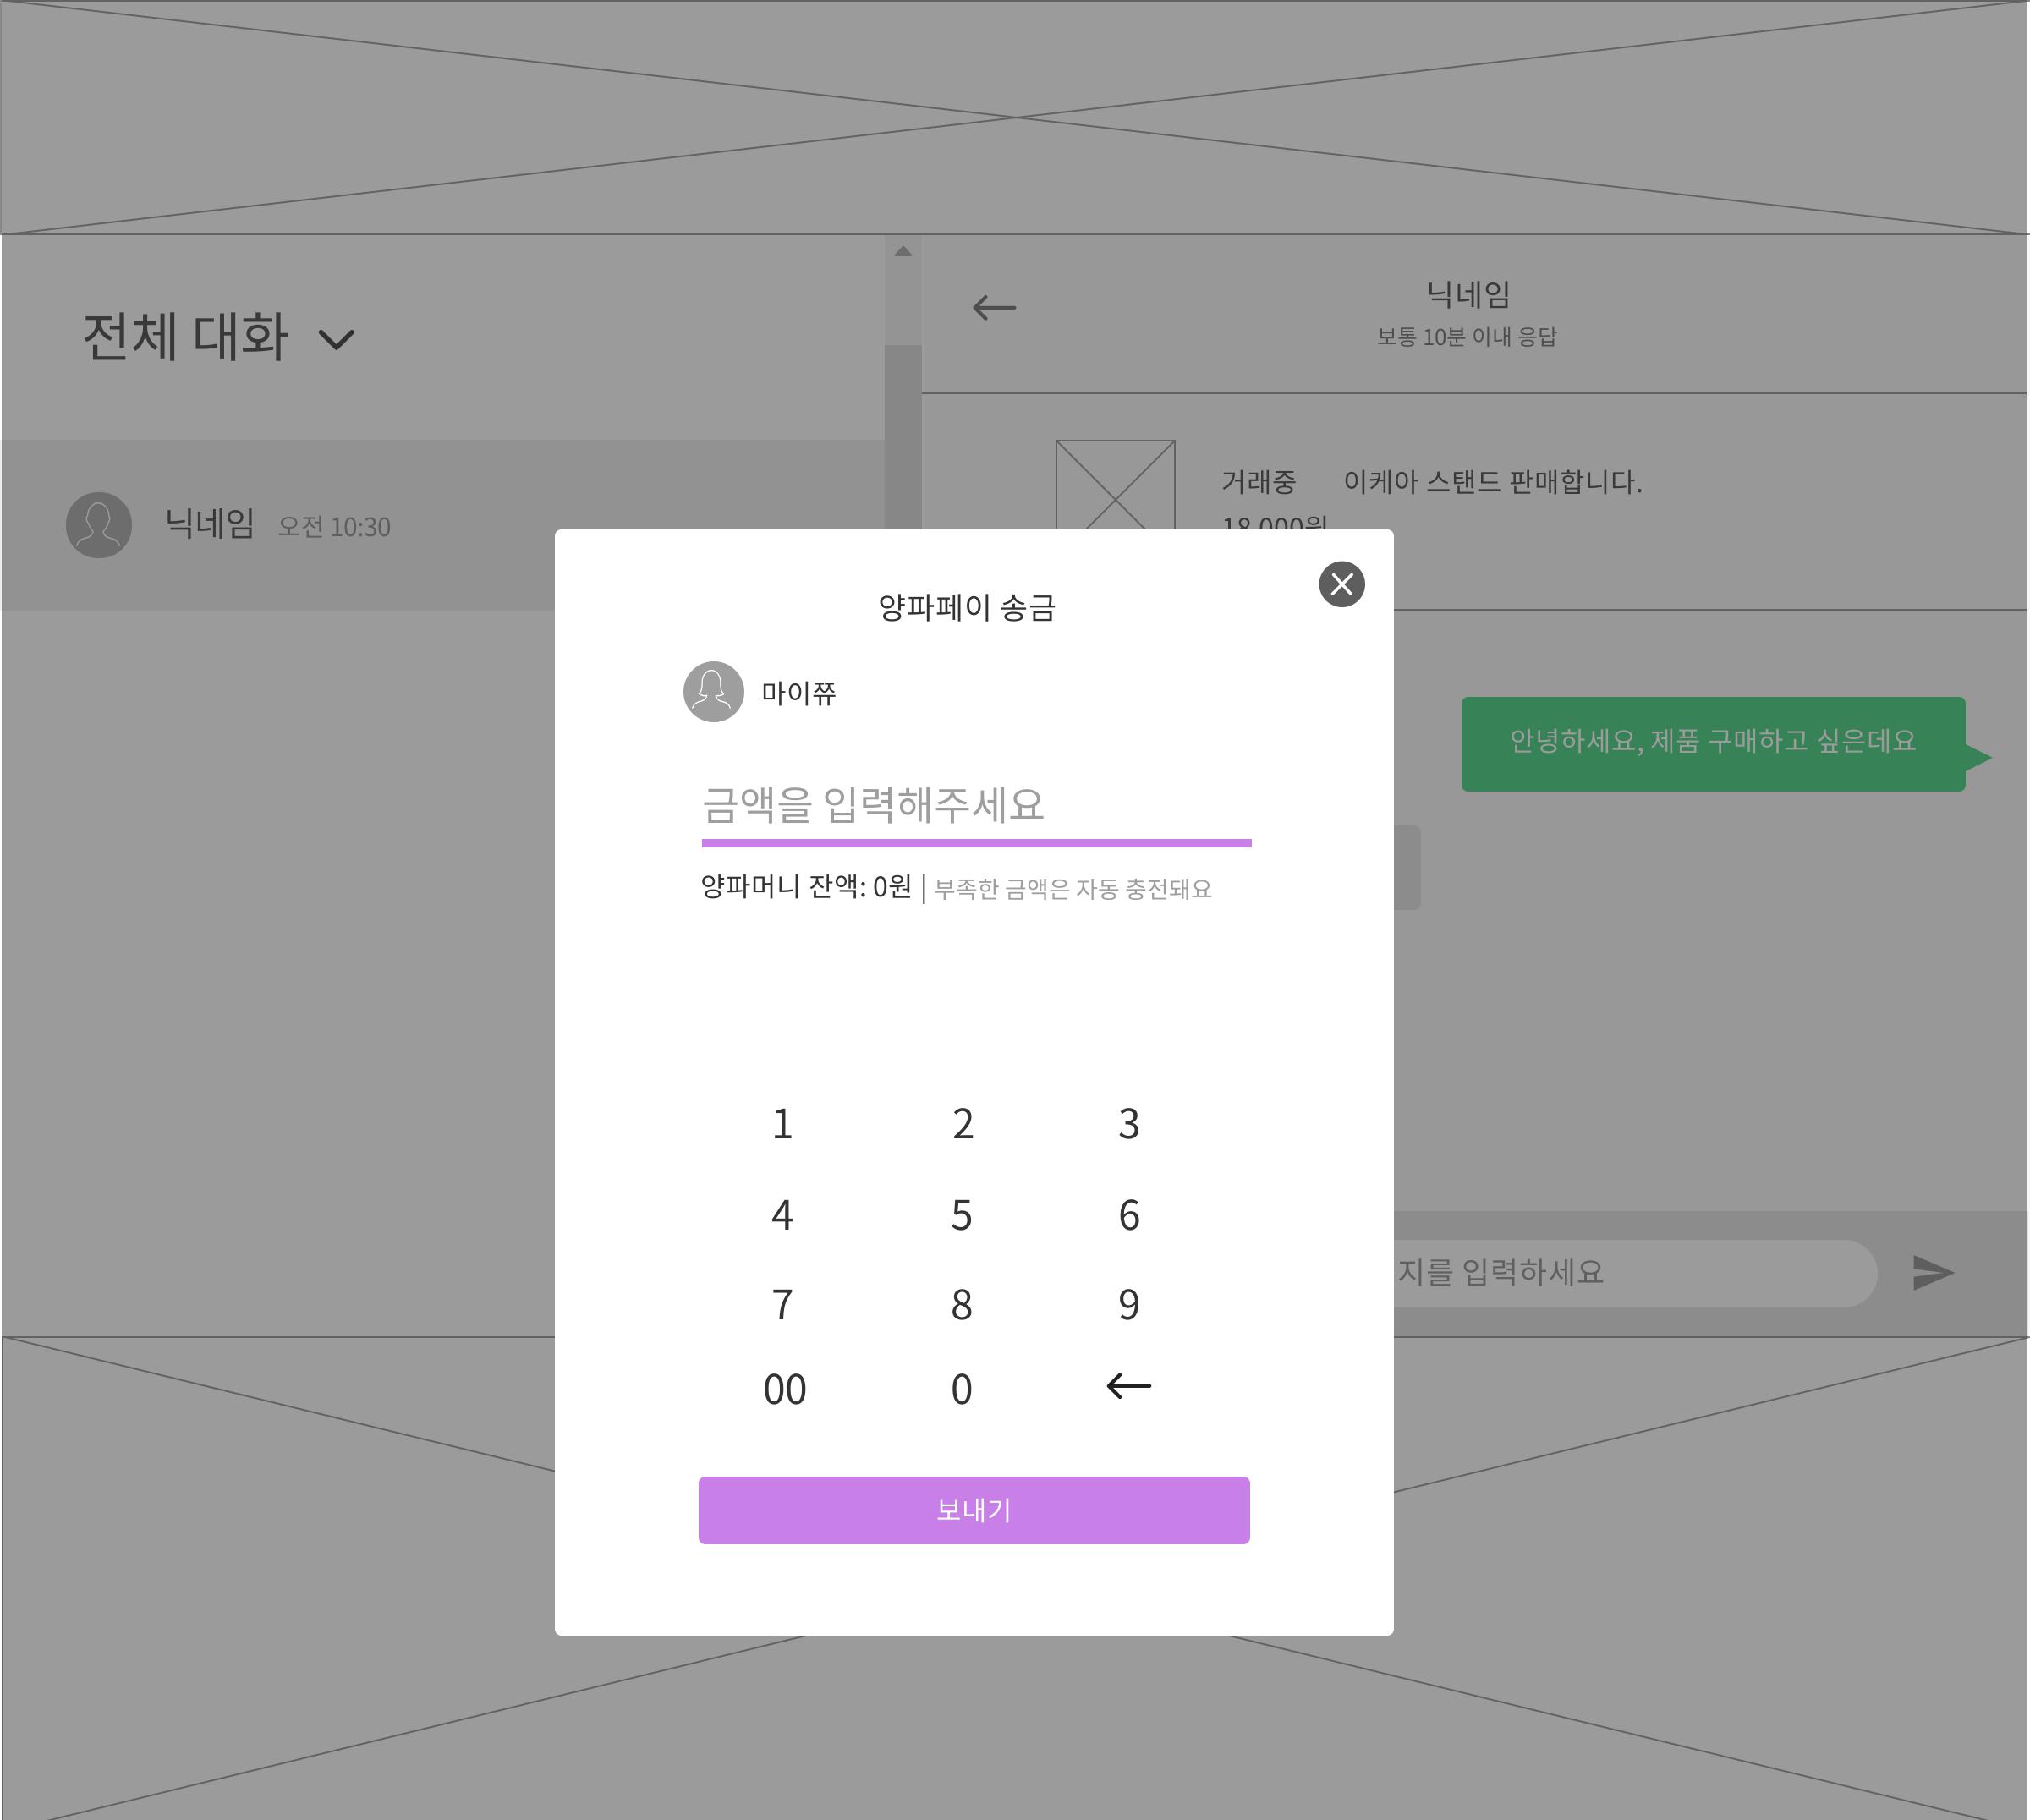 전체 대화
닉네임
보통 10분 이내 응답
거래중 이케아 스탠드 판매합니다.
18,000원
닉네임 오전 10:30
안녕하세요, 제품 구매하고 싶은데요
지를 입력하세요
양파페이 송금
마이쮸
금액을 입력해주세요
양파머니 잔액: 0원 | 부족한 금액은 자동 충전돼요
1 2 3
4 5 6
7 8 9
00 0
보내기